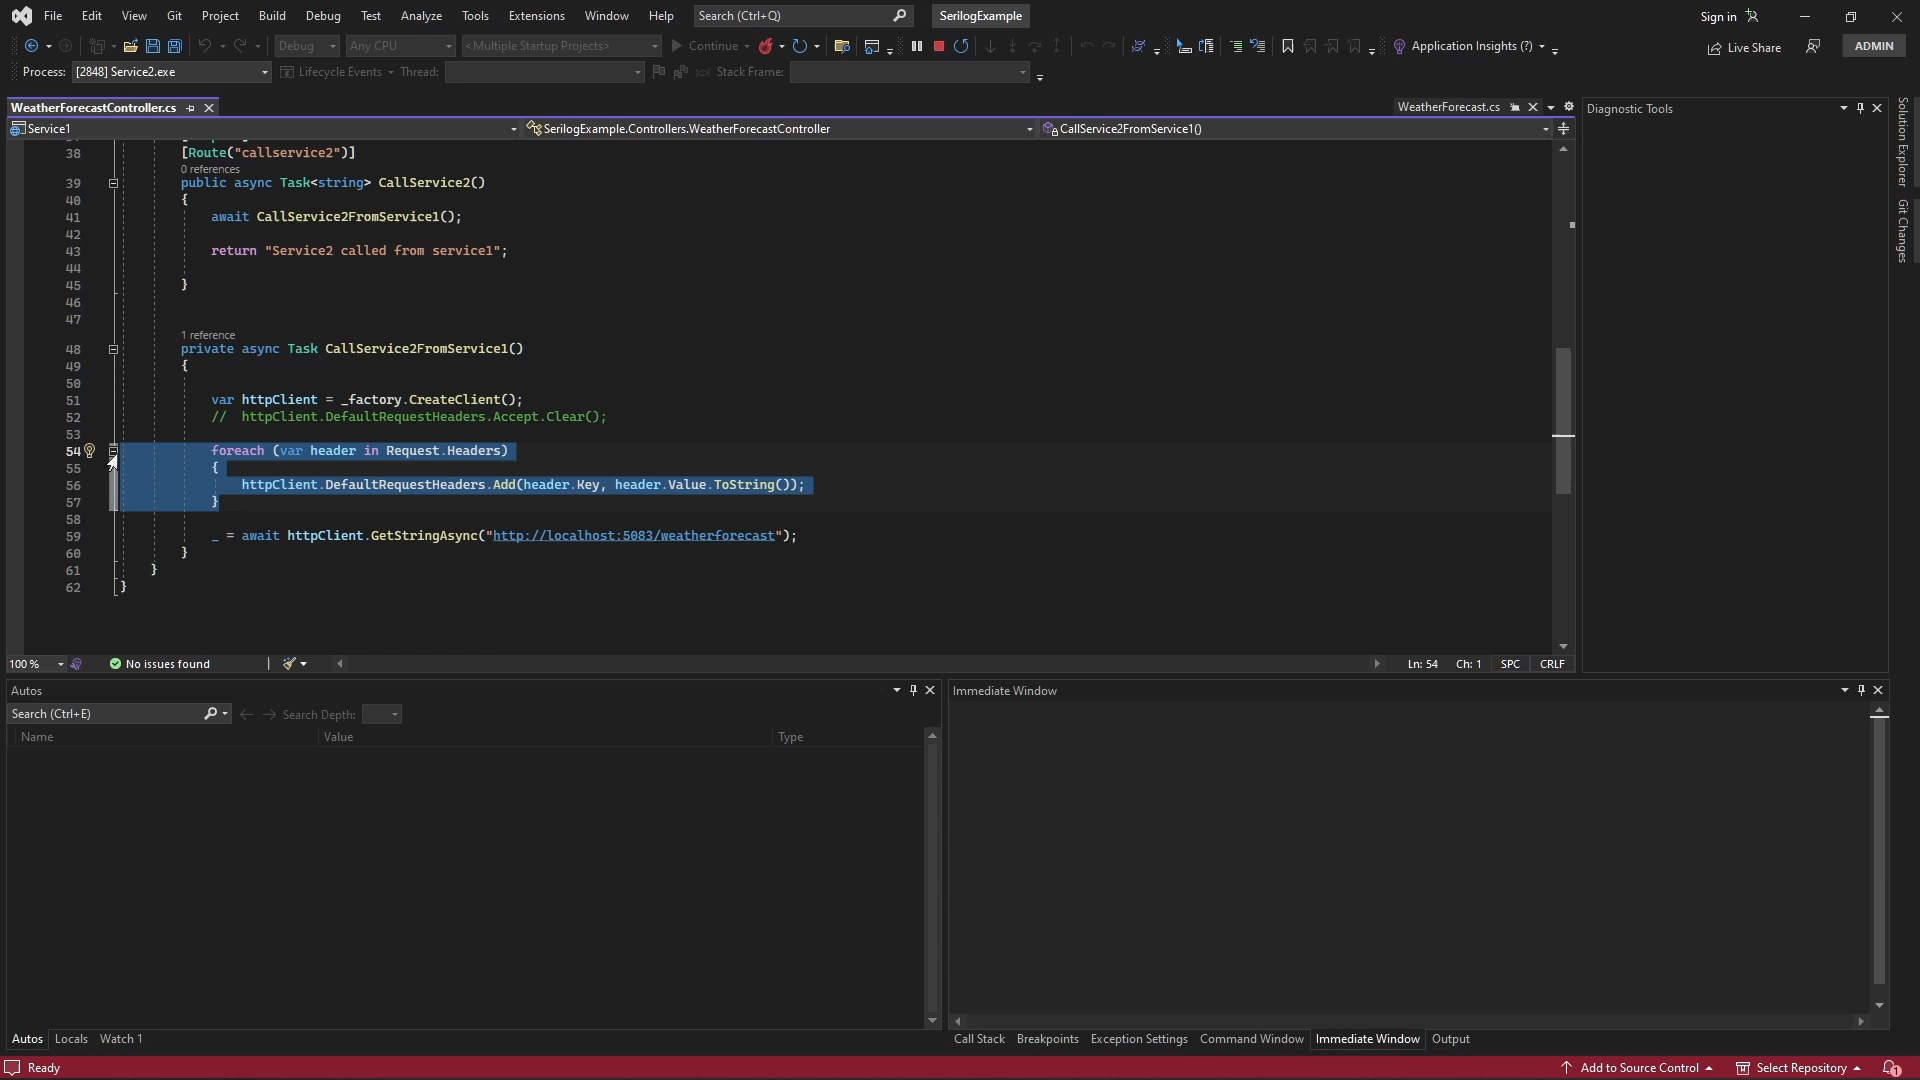 File Edit View Git Project Build Debug Test Analyze Tools Extensions Window Help Search (Ctrl+Q) SerilogExample Sign in
Debug Any CPU <Multiple Startup Projects> Continue Application Insights (?) Live Share ADMIN
Process: [2848] Service2.exe Lifecycle Events Thread: Stack Frame:
WeatherForecastController.cs WeatherForecast.cs Diagnostic Tools
Service1 SerilogExample.Controllers.WeatherForecastController CallService2FromService1()
Solution Explorer
Git Changes
38 [Route("callservice2")]
0 references
39 public async Task<string> CallService2()
40 {
41 await CallService2FromService1();
42
43 return "Service2 called from service1";
44
45 }
46
47
1 reference
48 private async Task CallService2FromService1()
49 {
50
51 var httpClient = _factory.CreateClient();
52 // httpClient.DefaultRequestHeaders.Accept.Clear();
53
54 foreach (var header in Request.Headers)
55 {
56 httpClient.DefaultRequestHeaders.Add(header.Key, header.Value.ToString());
57 }
58
59 _ = await httpClient.GetStringAsync("http://localhost:5083/weatherforecast");
60 }
61 }
62 }
100 % No issues found Ln: 54 Ch: 1 SPC CRLF
Autos Immediate Window
Search (Ctrl+E) Search Depth:
Name Value Type
Autos Locals Watch 1 Call Stack Breakpoints Exception Settings Command Window Immediate Window Output
Ready Add to Source Control Select Repository 1